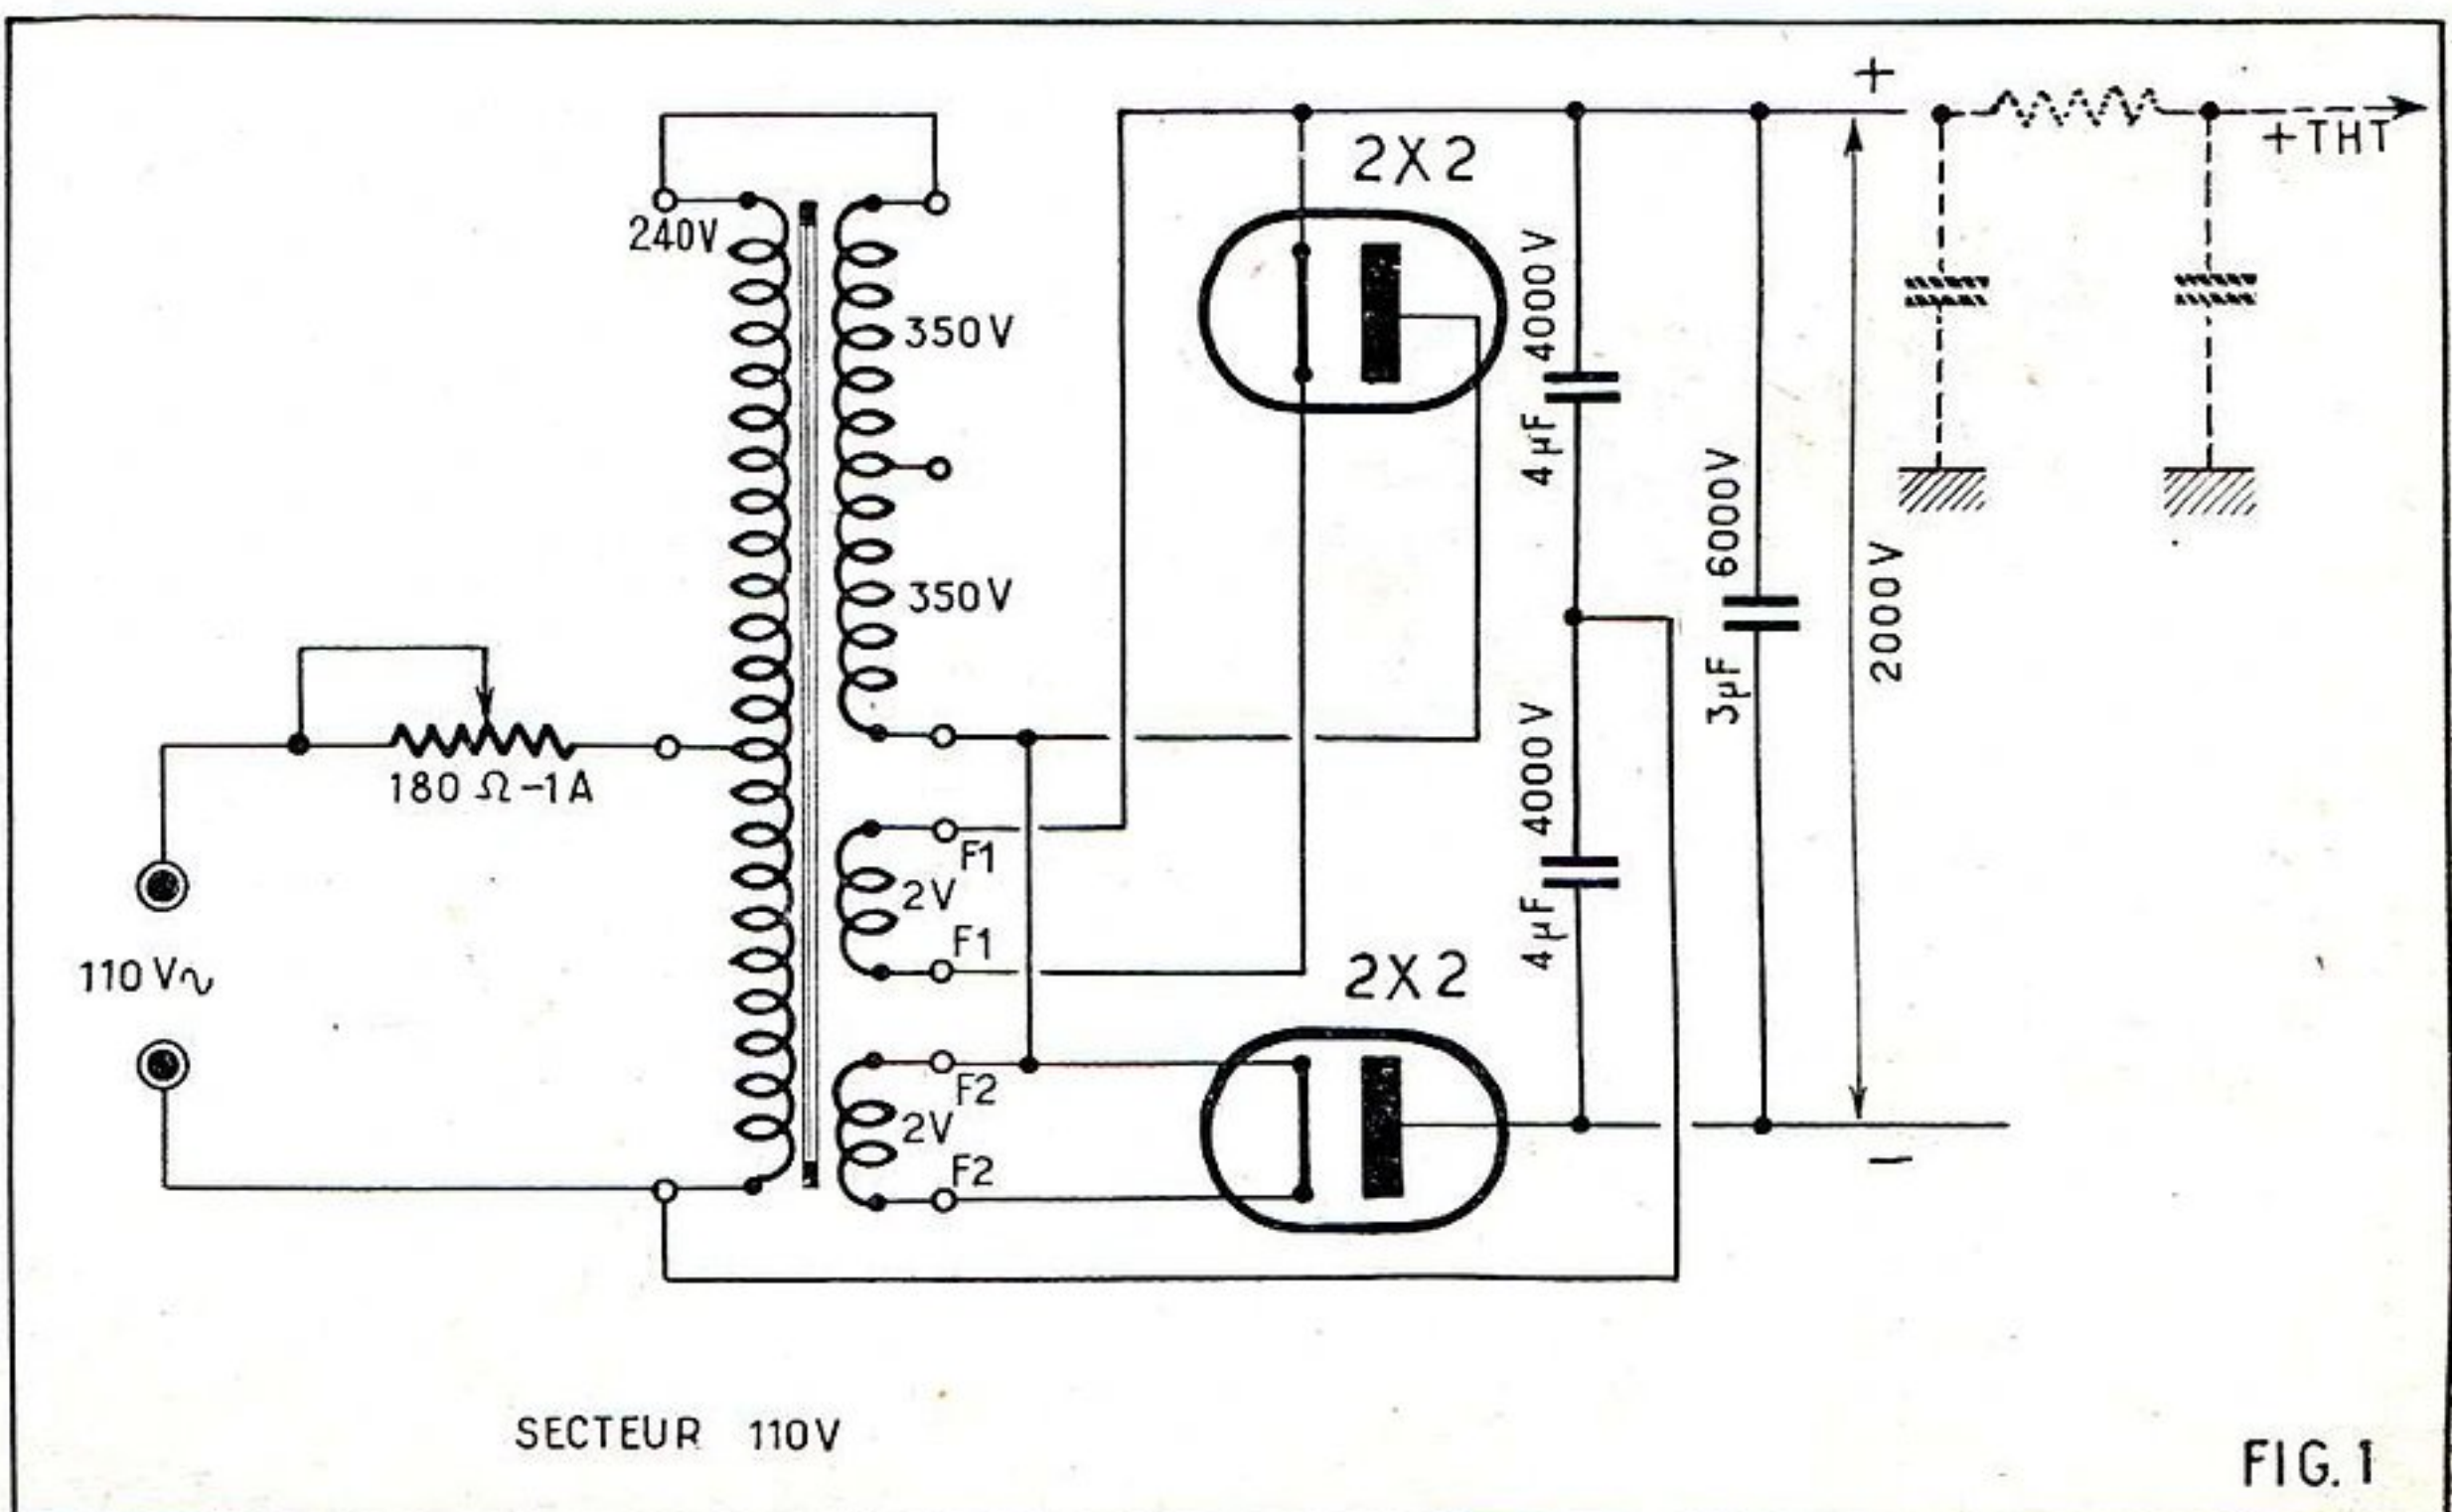 +
+THT
2X2
240V
350V
4µF 4000V
350V
3µF 6000V
2000V
180 Ω-1A
F1
2V
F1
4µF 4000V
110V∿
2X2
F2
2V
F2
−
SECTEUR 110V
FIG. 1